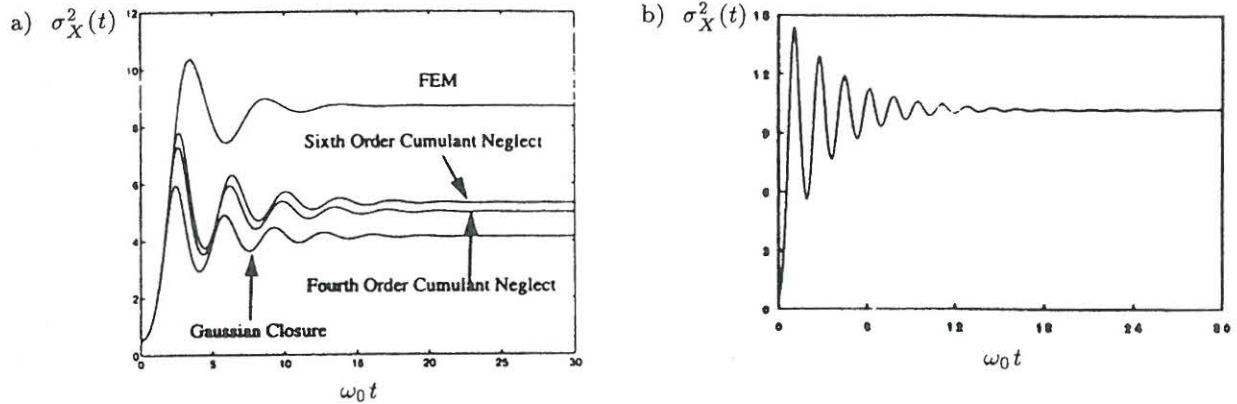 a) σ²_X(t)
12
10
8
6
4
2
0
0 5 10 15 20 25 30
ω₀t
FEM
Sixth Order Cumulant Neglect
Fourth Order Cumulant Neglect
Gaussian Closure
b) σ²_X(t)
15
12
9
6
3
0
0 6 12 18 24 30
ω₀t